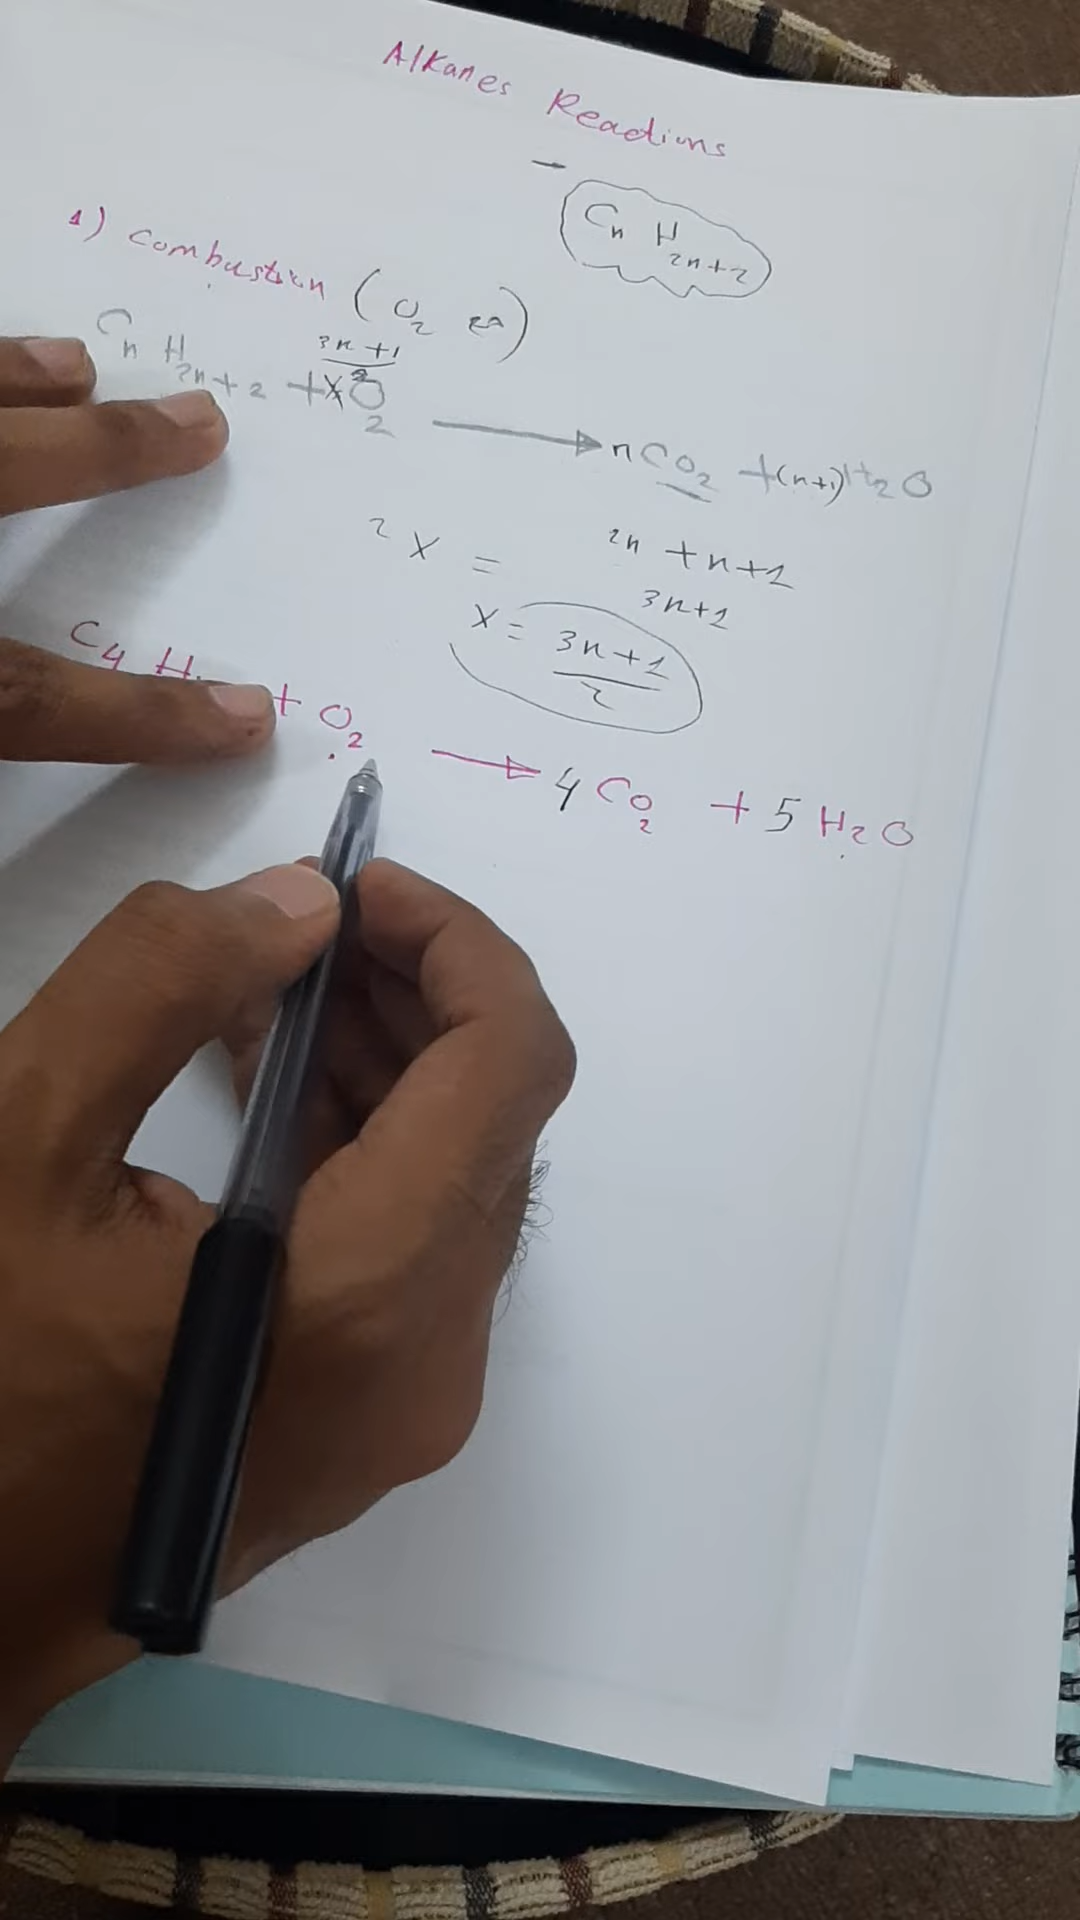 Alkanes Reactions
CnH2n+2
1) Combustion (O2)
CnH2n+2 + x 3n+1/2 O2 → nCO2 + (n+1)H2O
2x = 2n + n+1
3n+1
x = 3n+1/2
C4H + O2 → 4CO2 + 5H2O